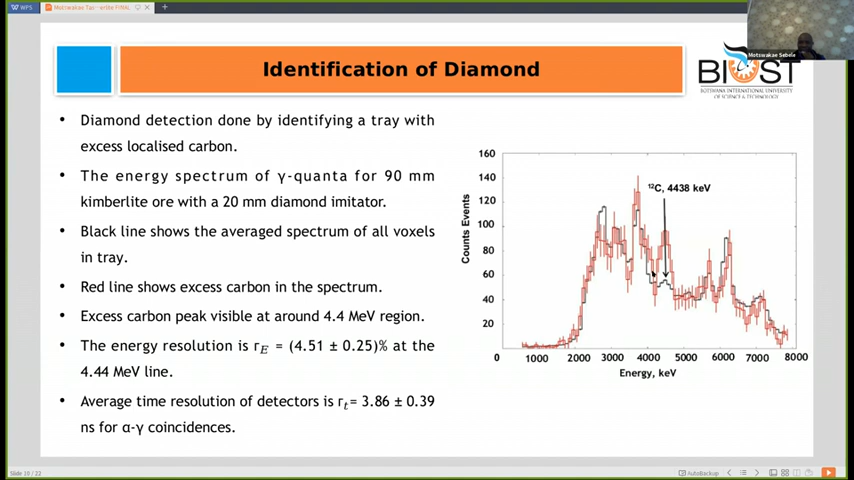 WPS
Motswakae Tau-erite FINAL
Motswakae Sebele
Identification of Diamond
BIUST
BOTSWANA INTERNATIONAL UNIVERSITY
OF SCIENCE & TECHNOLOGY
• Diamond detection done by identifying a tray with
excess localised carbon.
• The energy spectrum of γ-quanta for 90 mm
kimberlite ore with a 20 mm diamond imitator.
• Black line shows the averaged spectrum of all voxels
in tray.
• Red line shows excess carbon in the spectrum.
• Excess carbon peak visible at around 4.4 MeV region.
• The energy resolution is r_E = (4.51 ± 0.25)% at the
4.44 MeV line.
• Average time resolution of detectors is r_t= 3.86 ± 0.39
ns for α-γ coincidences.
160
140
120
100
80
60
40
20
Counts Events
¹²C, 4438 keV
0 1000 2000 3000 4000 5000 6000 7000 8000
Energy, keV
Slide 19 / 22
AutoBackup